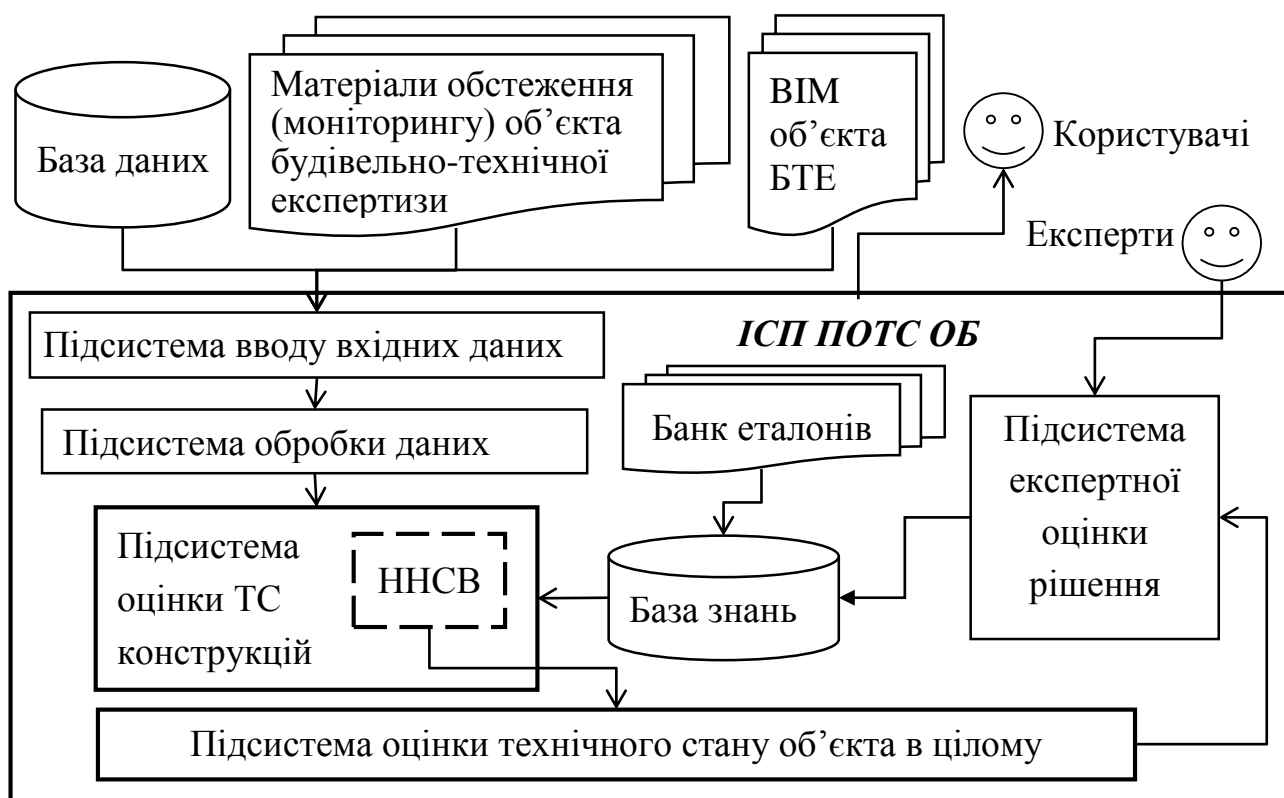 База даних
Матеріали обстеження
(моніторингу) об’єкта
будівельно-технічної
експертизи
ВІМ
об’єкта
БТЕ
Користувачі
Експерти
ІСП ПОТС ОБ
Підсистема вводу вхідних даних
Підсистема обробки даних
Банк еталонів
Підсистема
експертної
оцінки
рішення
Підсистема
оцінки ТС
конструкцій
ННСВ
База знань
Підсистема оцінки технічного стану об’єкта в цілому